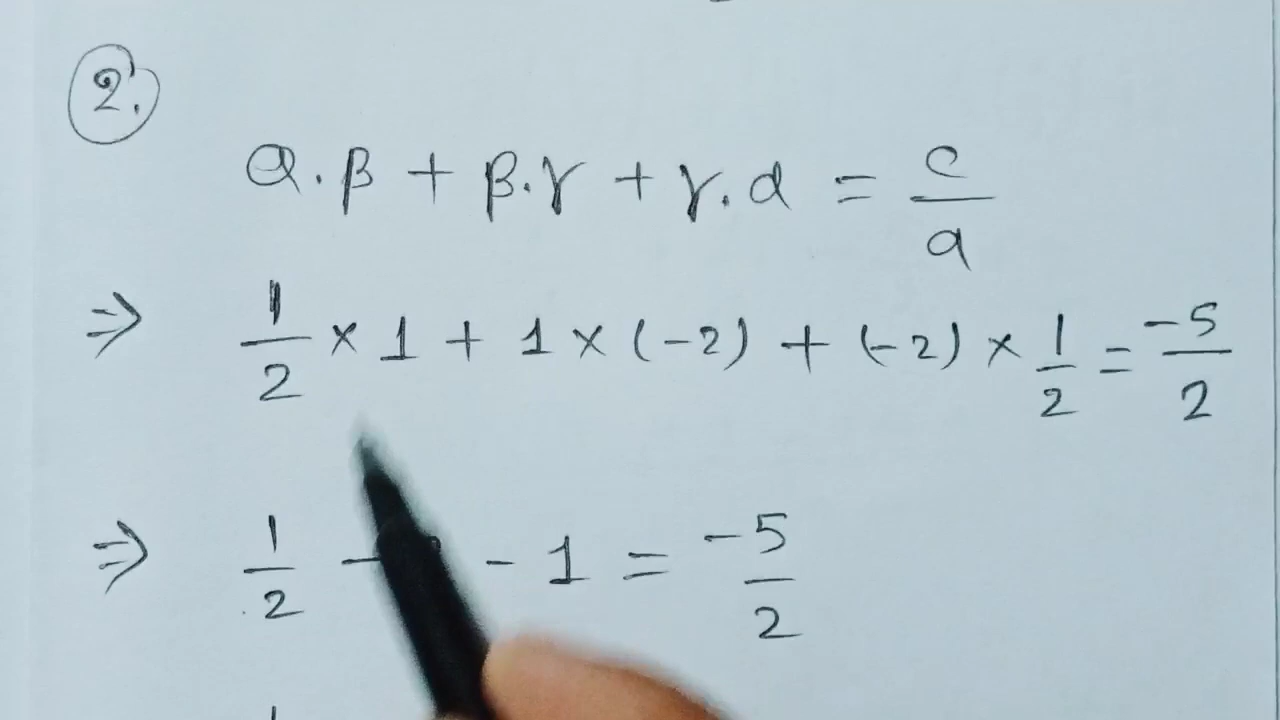 2.
α.β + β.γ + γ.α = c/a
⇒ 1/2 × 1 + 1 × (-2) + (-2) × 1/2 = -5/2
⇒ 1/2 - - 1 = -5/2